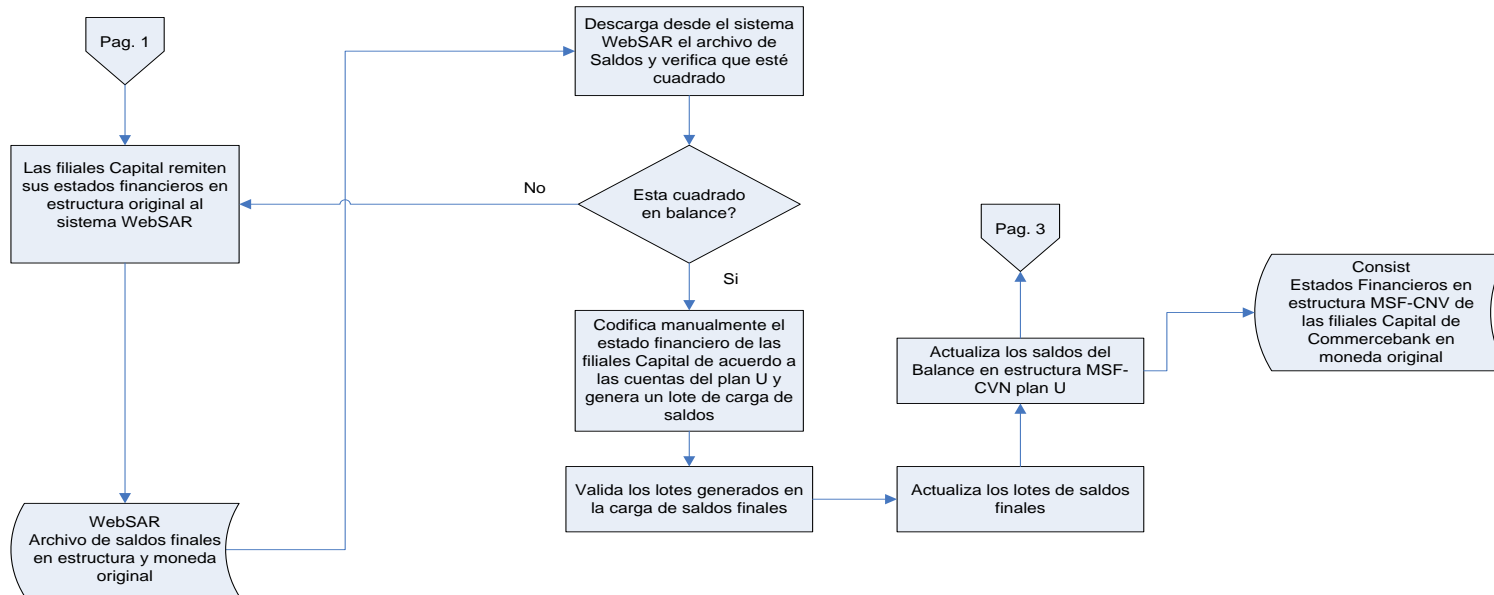 Pag. 1
Las filiales Capital remiten
sus estados financieros en
estructura original al
sistema WebSAR
WebSAR
Archivo de saldos finales
en estructura y moneda
original
Descarga desde el sistema
WebSAR el archivo de
Saldos y verifica que esté
cuadrado
Esta cuadrado
en balance?
No
Si
Codifica manualmente el
estado financiero de las
filiales Capital de acuerdo a
las cuentas del plan U y
genera un lote de carga de
saldos
Valida los lotes generados en
la carga de saldos finales
Actualiza los lotes de saldos
finales
Actualiza los saldos del
Balance en estructura MSF-
CVN plan U
Pag. 3
Consist
Estados Financieros en
estructura MSF-CNV de
las filiales Capital de
Commercebank en
moneda original